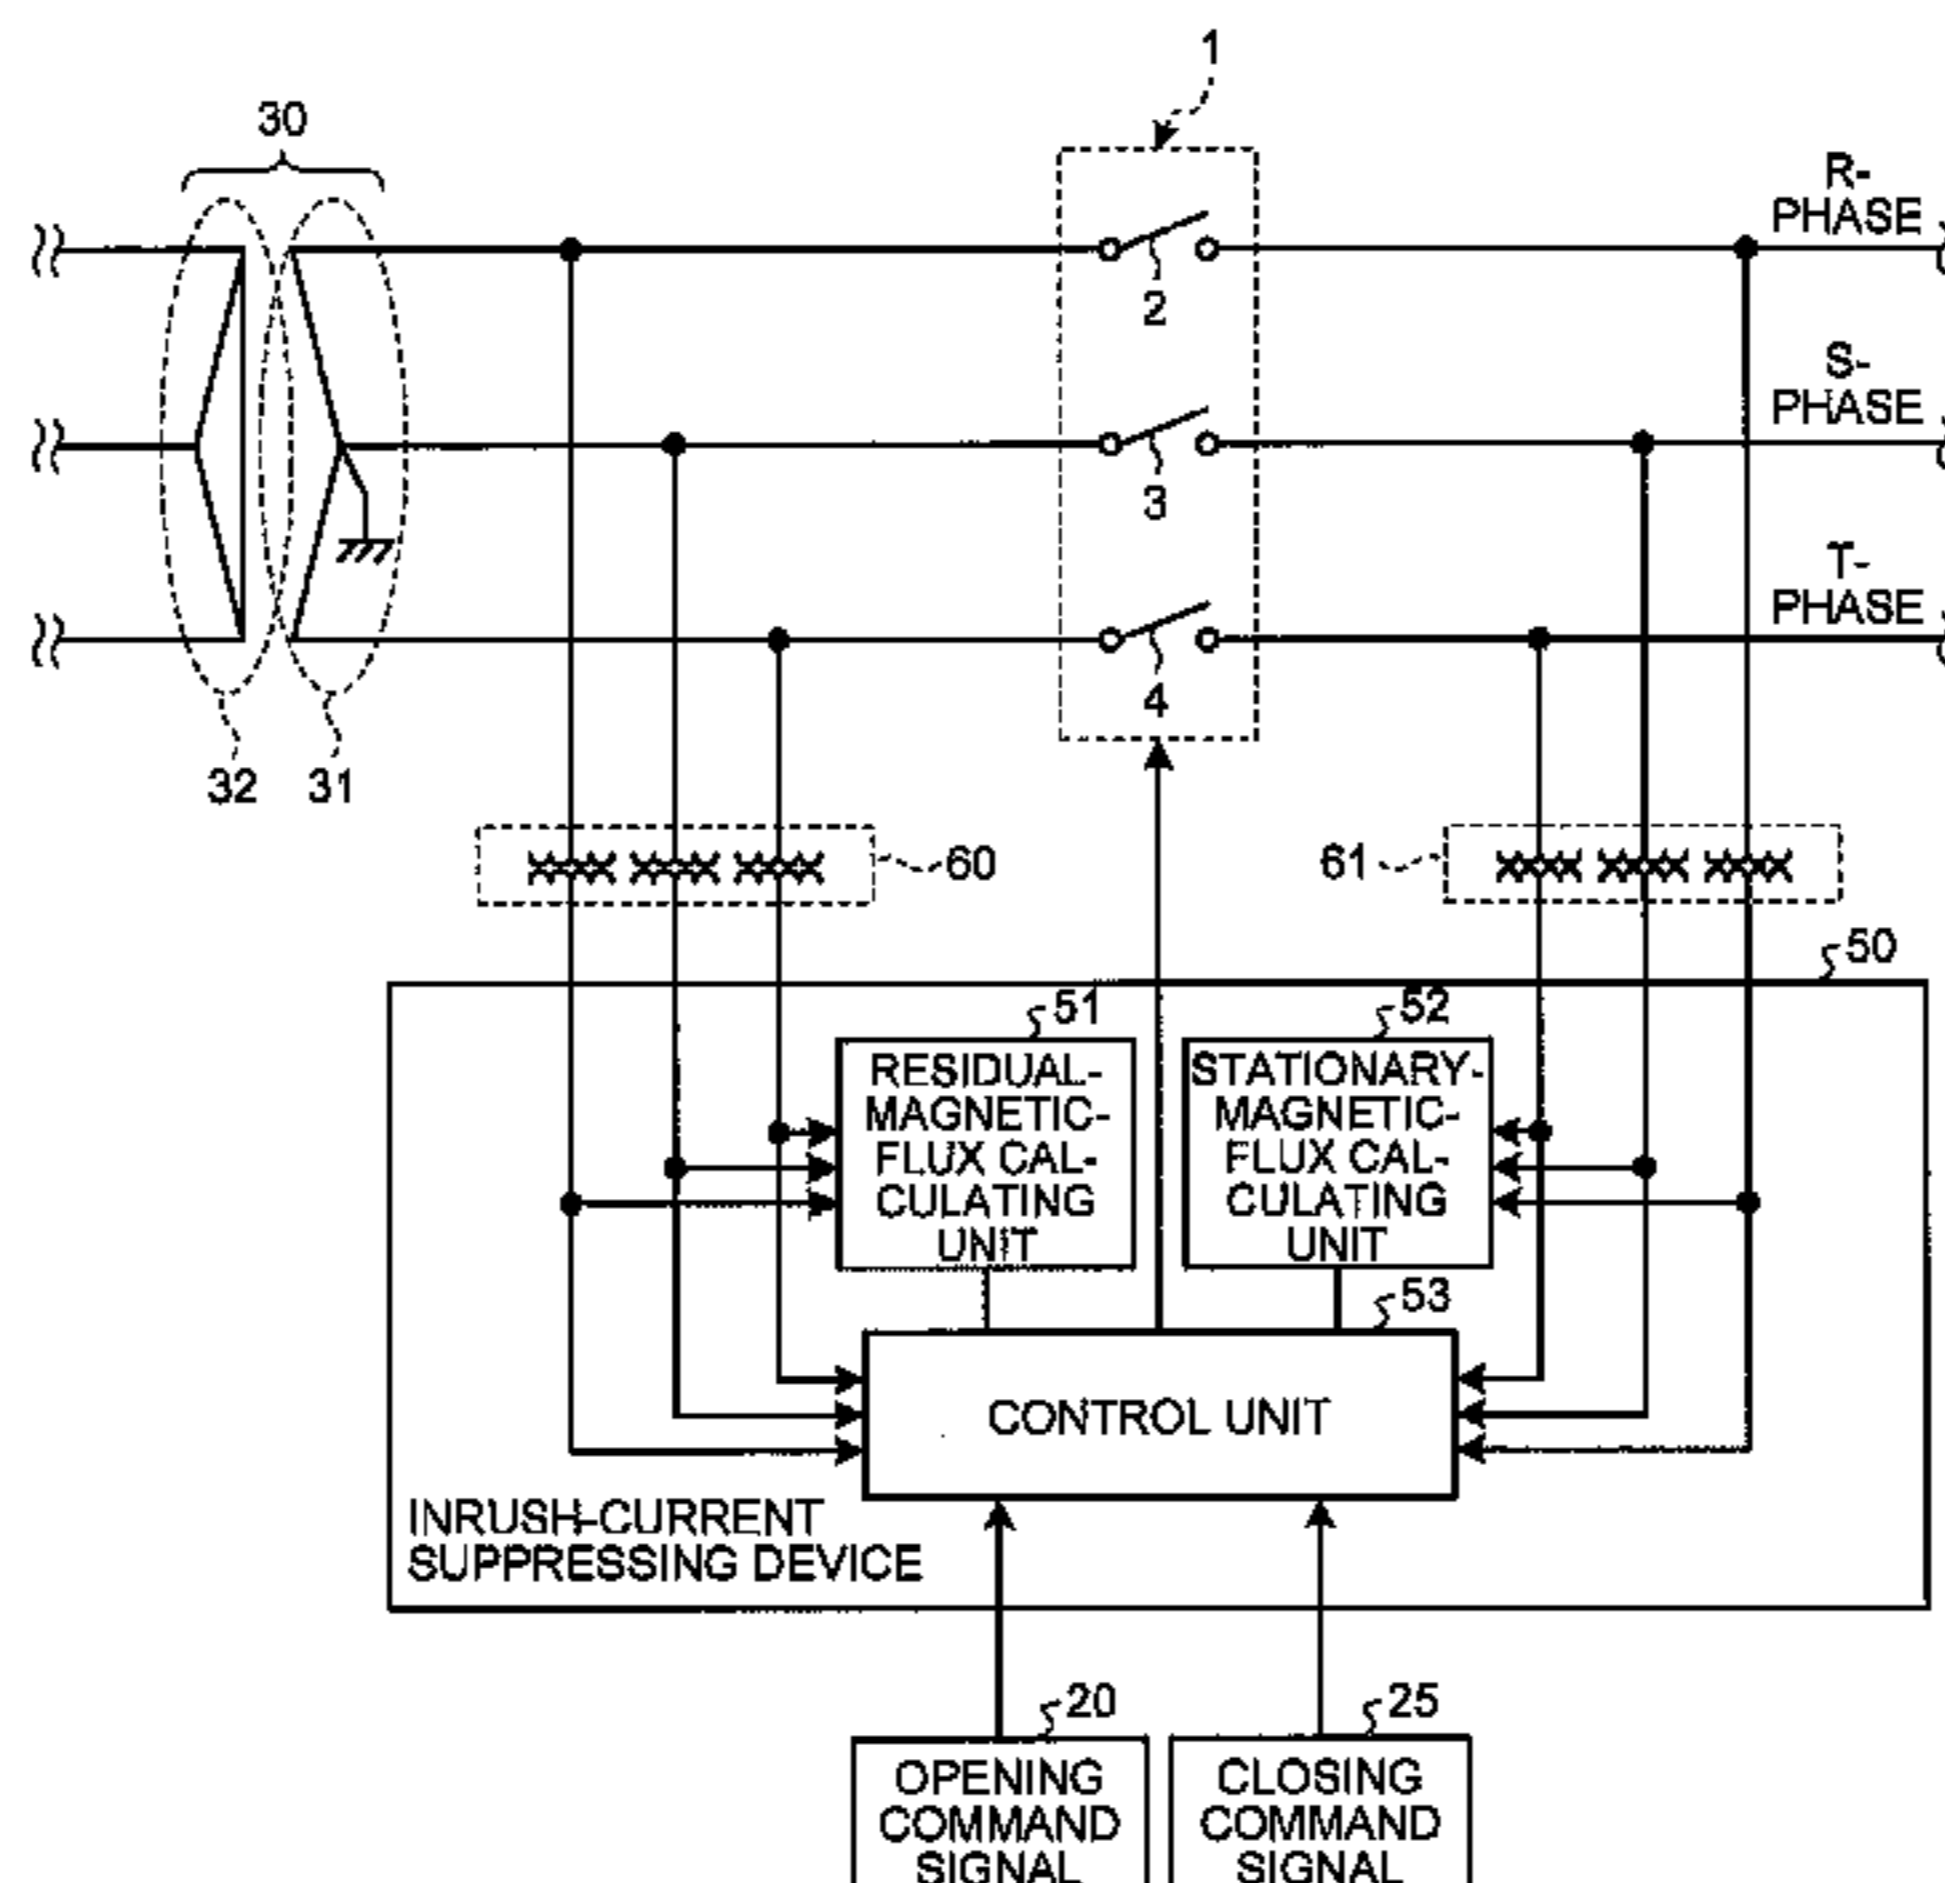 1
30
R-
PHASE
2
S-
PHASE
3
T-
PHASE
4
32
31
60
61
50
51
52
RESIDUAL-
MAGNETIC-
FLUX CAL-
CULATING
UNIT
STATIONARY-
MAGNETIC-
FLUX CAL-
CULATING
UNIT
53
CONTROL UNIT
INRUSH-CURRENT
SUPPRESSING DEVICE
20
25
OPENING
COMMAND
SIGNAL
CLOSING
COMMAND
SIGNAL